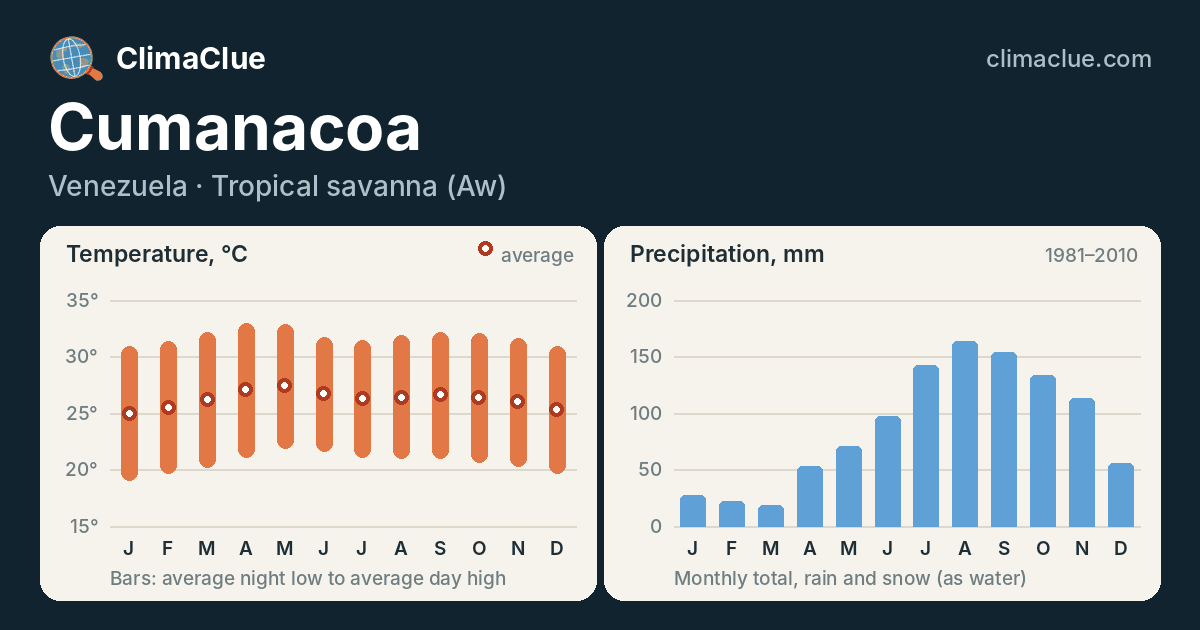 ClimaClue
climaclue.com
Cumanacoa
Venezuela · Tropical savanna (Aw)
Temperature, °C
average
35°
30°
25°
20°
15°
J F M A M J J A S O N D
Bars: average night low to average day high
Precipitation, mm
1981–2010
200
150
100
50
0
J F M A M J J A S O N D
Monthly total, rain and snow (as water)